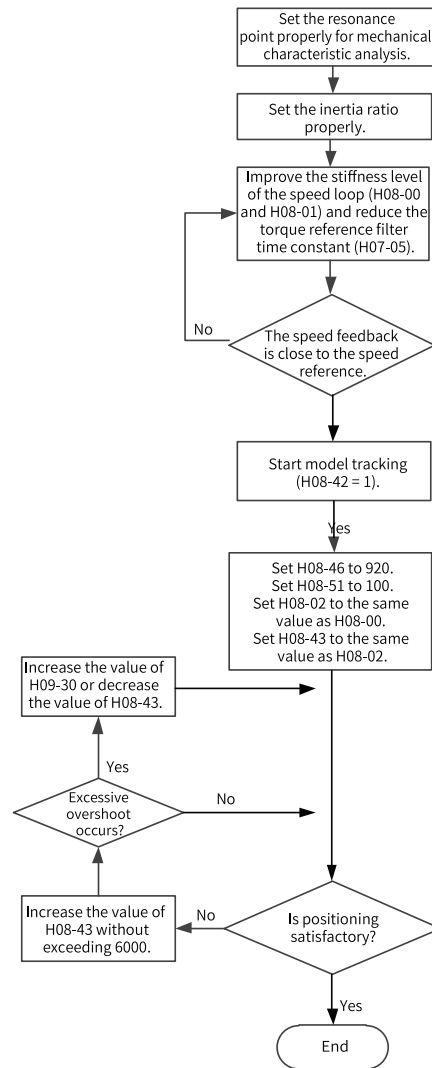 Set the resonance
point properly for mechanical
characteristic analysis.
Set the inertia ratio
properly.
Improve the stiffness level
of the speed loop (H08-00
and H08-01) and reduce the
torque reference filter
time constant (H07-05).
No
The speed feedback
is close to the speed
reference.
Start model tracking
(H08-42 = 1).
Yes
Set H08-46 to 920.
Set H08-51 to 100.
Set H08-02 to the same
value as H08-00.
Set H08-43 to the same
value as H08-02.
Increase the value of
H09-30 or decrease
the value of H08-43.
Yes
Excessive
overshoot
occurs?
No
Increase the value of
H08-43 without
exceeding 6000.
No
Is positioning
satisfactory?
Yes
End